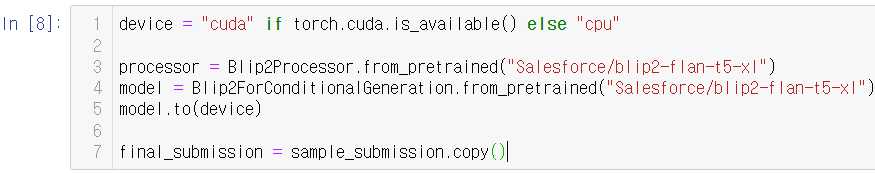 In [8]:
1 device = "cuda" if torch.cuda.is_available() else "cpu"
2
3 processor = Blip2Processor.from_pretrained("Salesforce/blip2-flan-t5-xl")
4 model = Blip2ForConditionalGeneration.from_pretrained("Salesforce/blip2-flan-t5-xl")
5 model.to(device)
6
7 final_submission = sample_submission.copy()